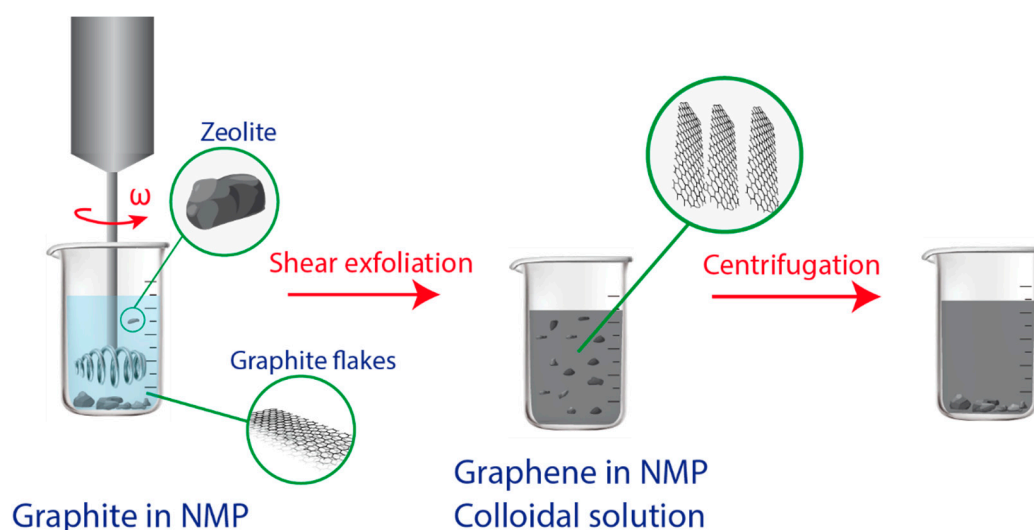 Zeolite
ω
Shear exfoliation
Centrifugation
Graphite flakes
Graphite in NMP
Graphene in NMP
Colloidal solution